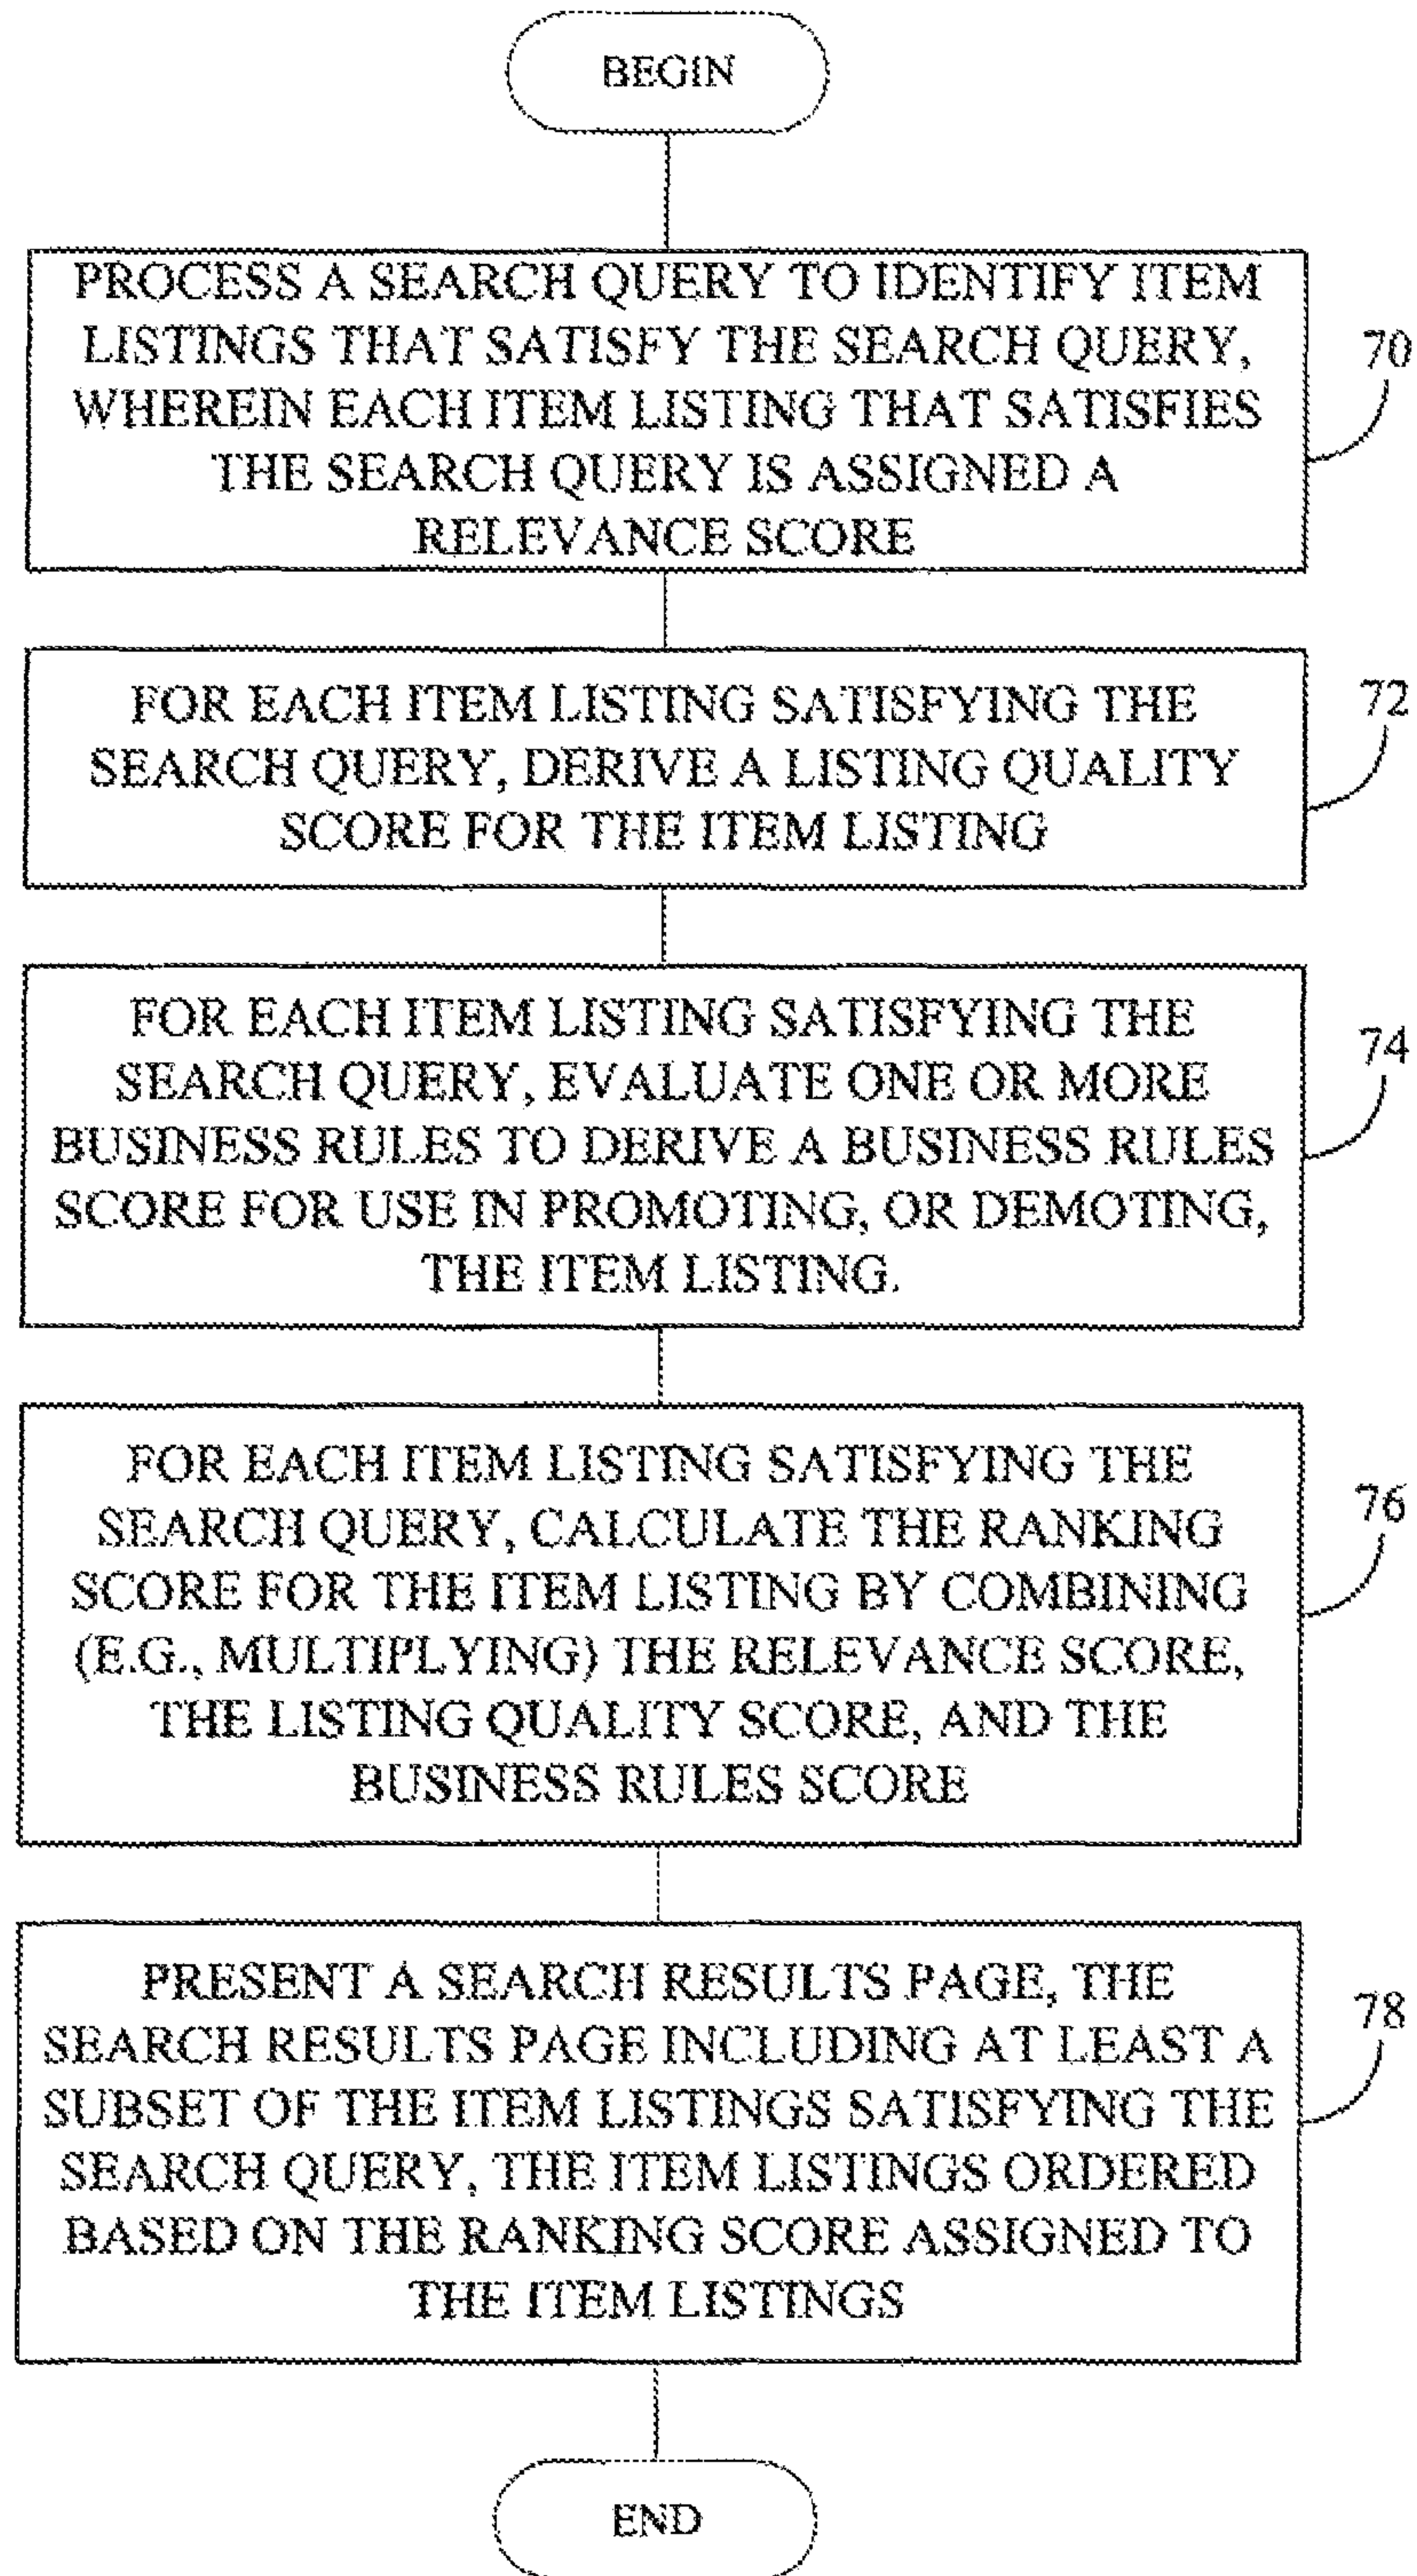 BEGIN
PROCESS A SEARCH QUERY TO IDENTIFY ITEM
LISTINGS THAT SATISFY THE SEARCH QUERY,
WHEREIN EACH ITEM LISTING THAT SATISFIES
THE SEARCH QUERY IS ASSIGNED A
RELEVANCE SCORE
70
FOR EACH ITEM LISTING SATISFYING THE
SEARCH QUERY, DERIVE A LISTING QUALITY
SCORE FOR THE ITEM LISTING
72
FOR EACH ITEM LISTING SATISFYING THE
SEARCH QUERY, EVALUATE ONE OR MORE
BUSINESS RULES TO DERIVE A BUSINESS RULES
SCORE FOR USE IN PROMOTING, OR DEMOTING,
THE ITEM LISTING.
74
FOR EACH ITEM LISTING SATISFYING THE
SEARCH QUERY, CALCULATE THE RANKING
SCORE FOR THE ITEM LISTING BY COMBINING
(E.G., MULTIPLYING) THE RELEVANCE SCORE,
THE LISTING QUALITY SCORE, AND THE
BUSINESS RULES SCORE
76
PRESENT A SEARCH RESULTS PAGE, THE
SEARCH RESULTS PAGE INCLUDING AT LEAST A
SUBSET OF THE ITEM LISTINGS SATISFYING THE
SEARCH QUERY, THE ITEM LISTINGS ORDERED
BASED ON THE RANKING SCORE ASSIGNED TO
THE ITEM LISTINGS
78
END